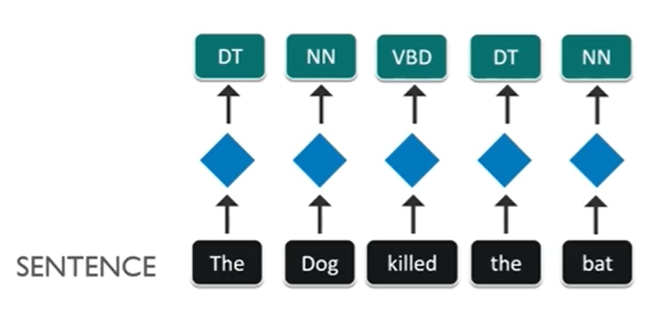 DT NN VBD DT NN
SENTENCE The Dog killed the bat